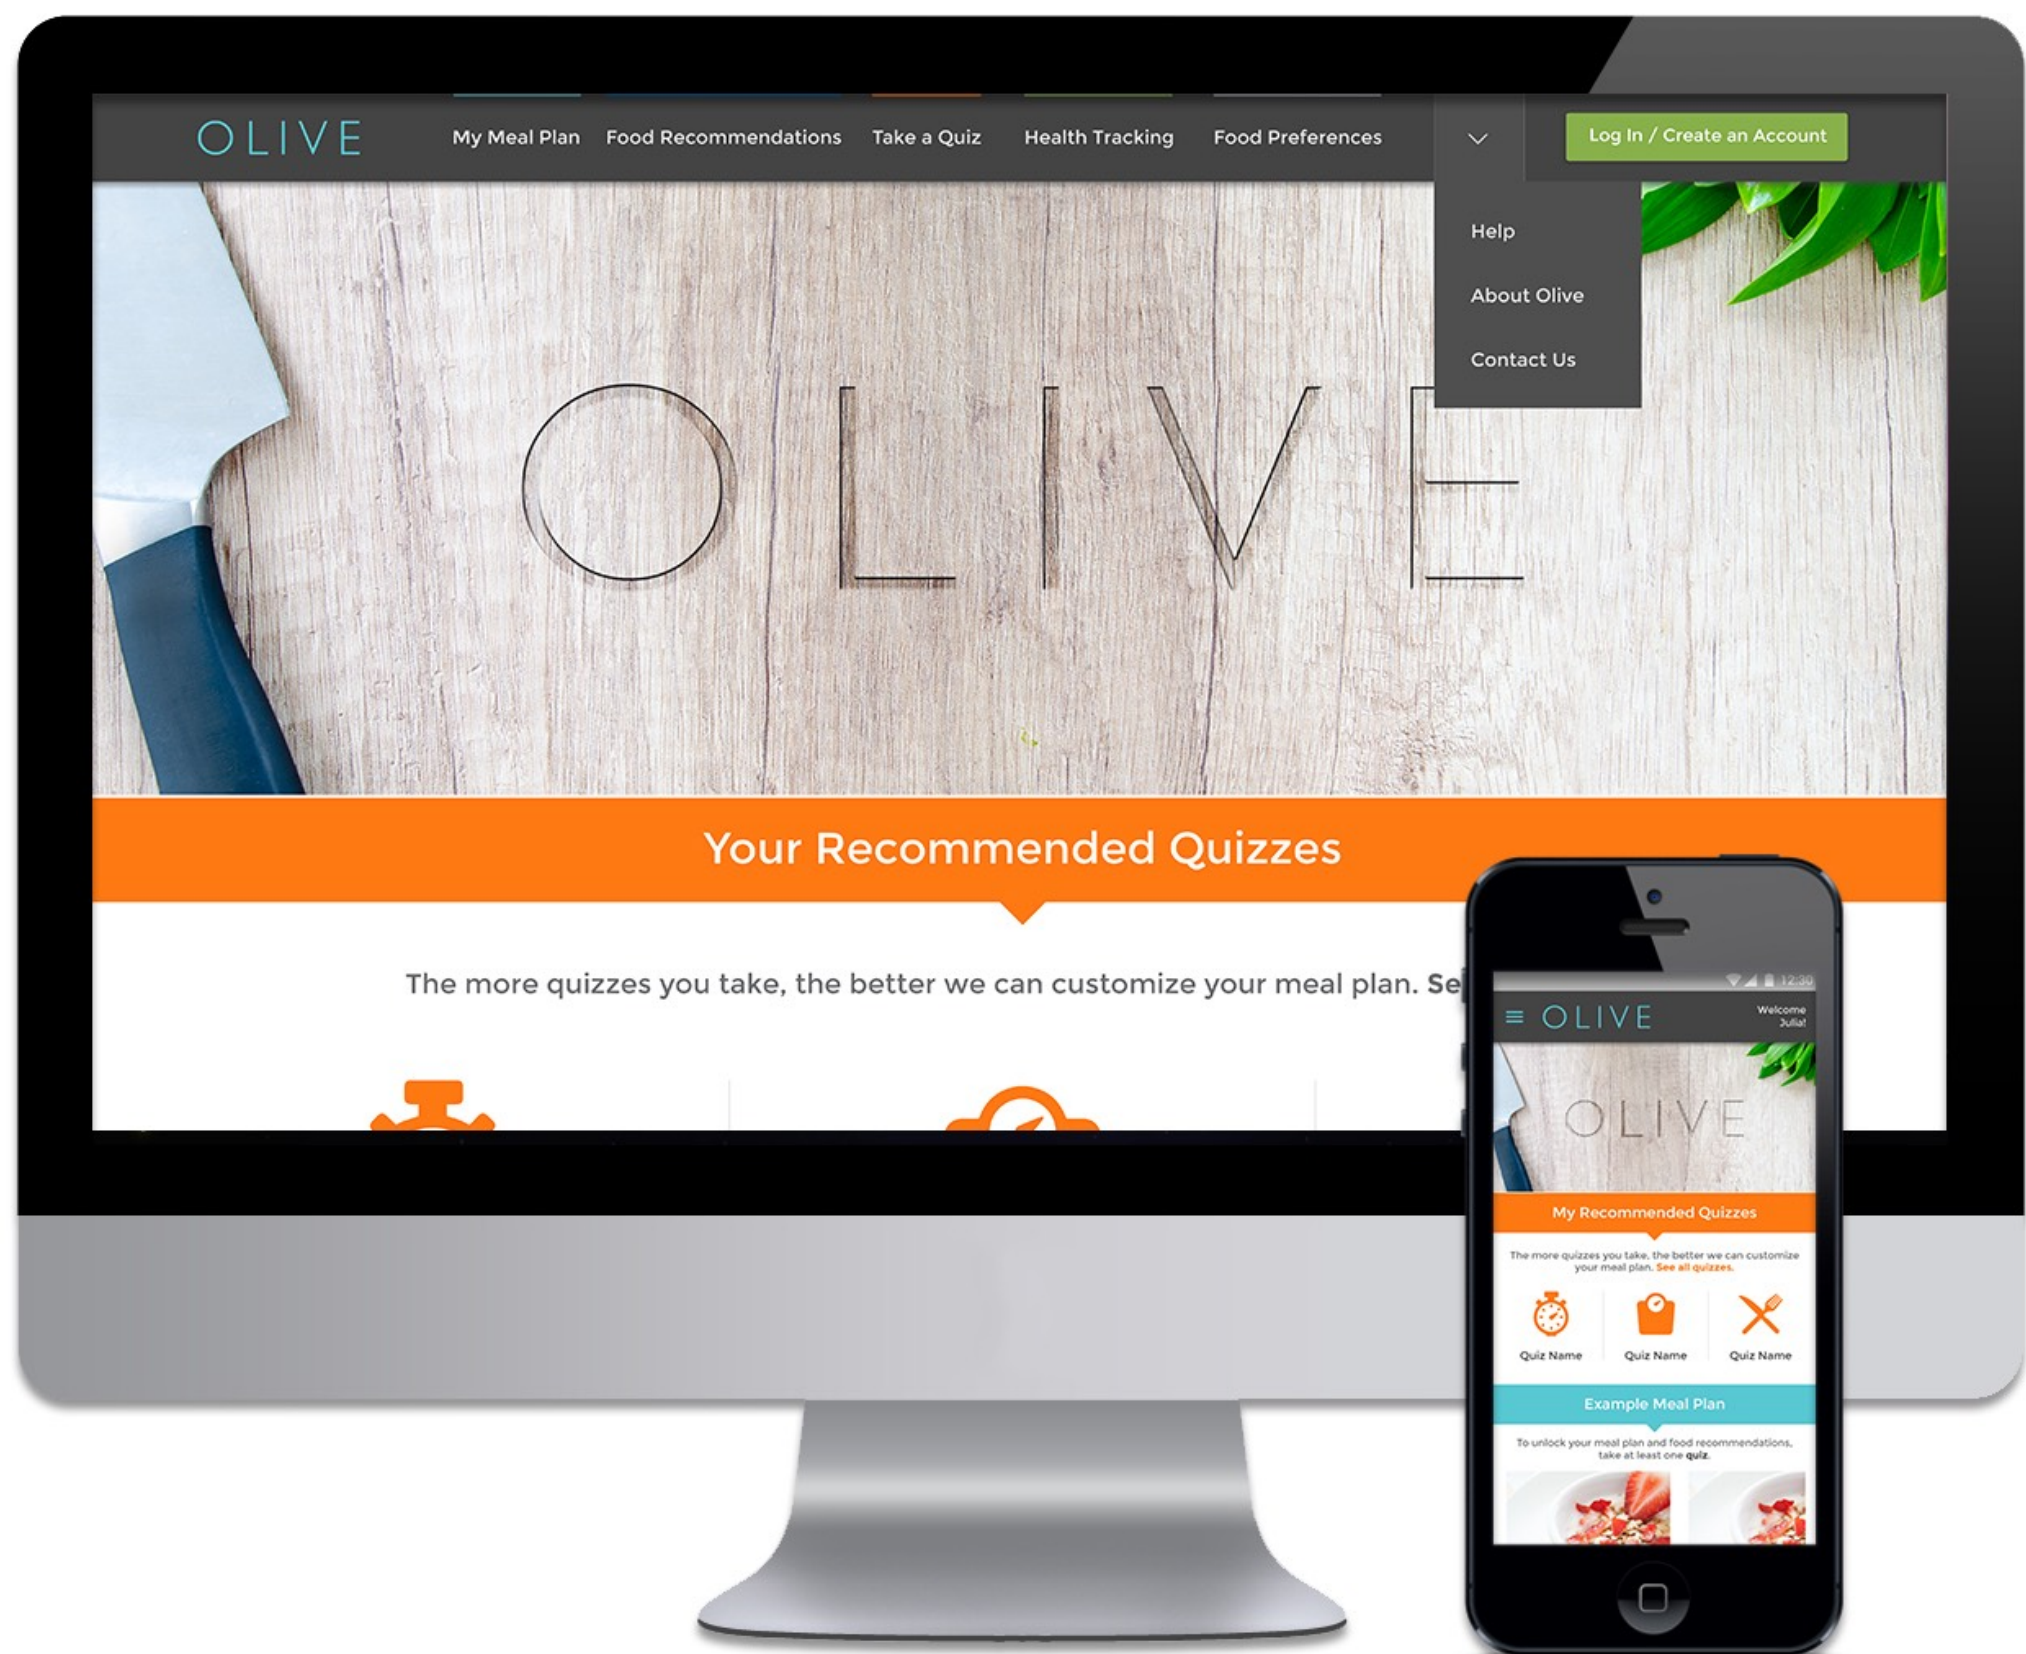 OLIVE
My Meal Plan
Food Recommendations
Take a Quiz
Health Tracking
Food Preferences
Log In / Create an Account
Help
About Olive
Contact Us
OLIVE
Your Recommended Quizzes
The more quizzes you take, the better we can customize your meal plan. Se
12:30
OLIVE
Welcome
Julia!
OLIVE
My Recommended Quizzes
The more quizzes you take, the better we can customize
your meal plan. See all quizzes.
Quiz Name
Quiz Name
Quiz Name
Example Meal Plan
To unlock your meal plan and food recommendations,
take at least one quiz.